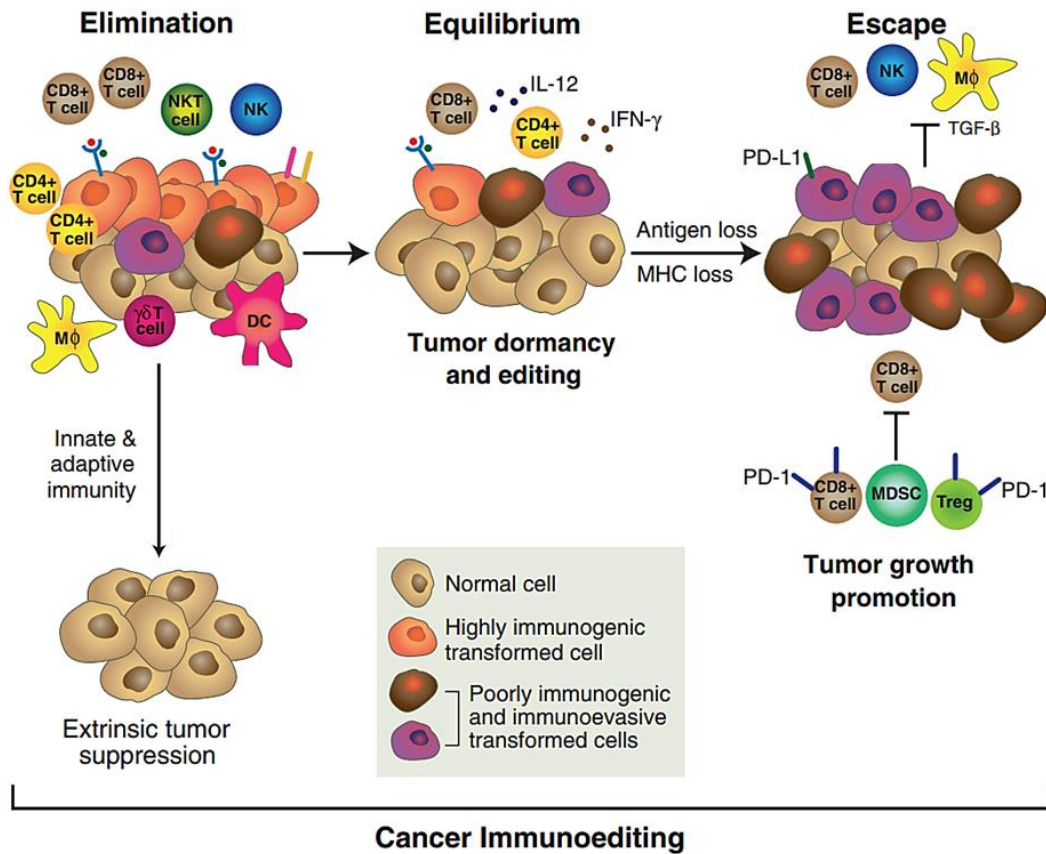 Elimination
CD8+
T cell
CD8+
T cell
NKT
cell
NK
CD4+
T cell
CD4+
T cell
Mϕ
γδT
cell
DC
Innate &
adaptive
immunity
Extrinsic tumor
suppression
Equilibrium
CD8+
T cell
IL-12
CD4+
T cell
IFN-γ
Tumor dormancy
and editing
Antigen loss
MHC loss
Escape
CD8+
T cell
NK
Mϕ
TGF-β
PD-L1
CD8+
T cell
PD-1
CD8+
T cell
MDSC
Treg
PD-1
Tumor growth
promotion
Normal cell
Highly immunogenic
transformed cell
Poorly immunogenic
and immunoevasive
transformed cells
Cancer Immunoediting